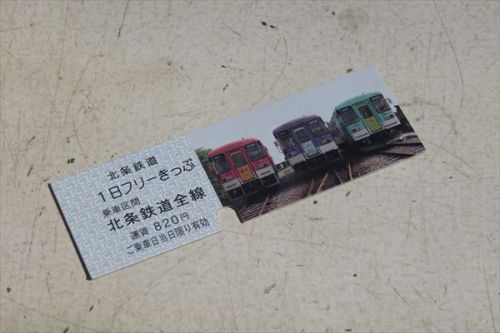 北条鉄道
1日フリーきっぷ
乗車区間
北条鉄道全線
運賃 820円
ご乗車日当日限り有効